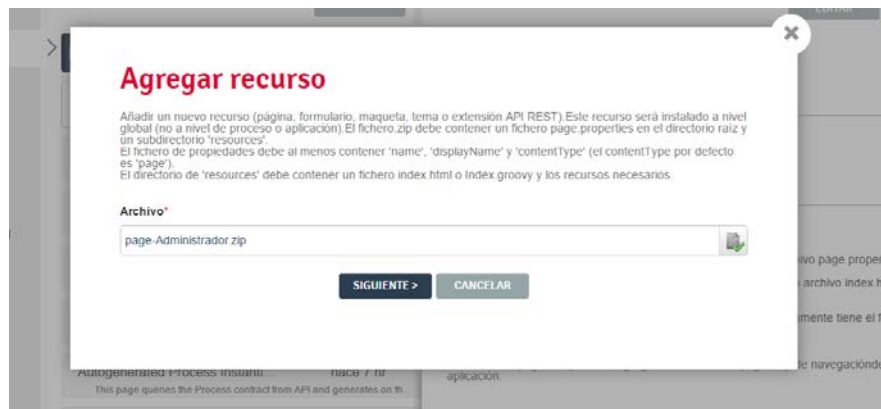 Agregar recurso
Añadir un nuevo recurso (página, formulario, maqueta, tema o extensión API REST).Este recurso será instalado a nivel
global (no a nivel de proceso o aplicación).El fichero.zip debe contener un fichero page.properties en el directorio raíz y
un subdirectorio 'resources'.
El fichero de propiedades debe al menos contener 'name', 'displayName' y 'contentType' (el contentType por defecto
es 'page').
El directorio de 'resources' debe contener un fichero index.html o Index.groovy y los recursos necesarios.
Archivo*
page-Administrador.zip
SIGUIENTE >
CANCELAR
ivo page.proper
archivo index.h
mente tiene el f
de navegaciónde
aplicación.
Autogenerated Process Instanti...
hace 7 hr
This page queries the Process contract from API and generates on th...